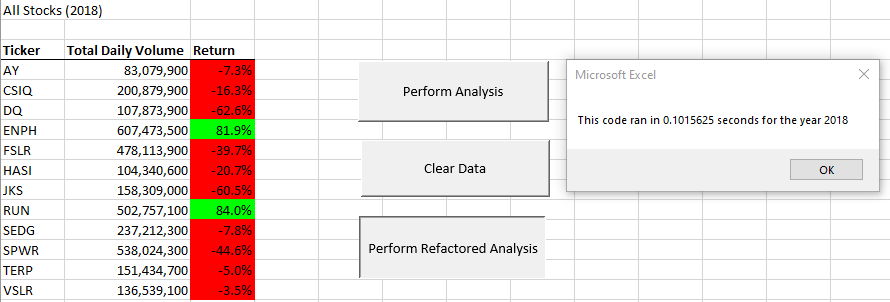 All Stocks (2018)
Ticker Total Daily Volume Return
AY 83,079,900 -7.3%
CSIQ 200,879,900 -16.3%
DQ 107,873,900 -62.6%
ENPH 607,473,500 81.9%
FSLR 478,113,900 -39.7%
HASI 104,340,600 -20.7%
JKS 158,309,000 -60.5%
RUN 502,757,100 84.0%
SEDG 237,212,300 -7.8%
SPWR 538,024,300 -44.6%
TERP 151,434,700 -5.0%
VSLR 136,539,100 -3.5%
Perform Analysis
Clear Data
Perform Refactored Analysis
Microsoft Excel
This code ran in 0.1015625 seconds for the year 2018
OK